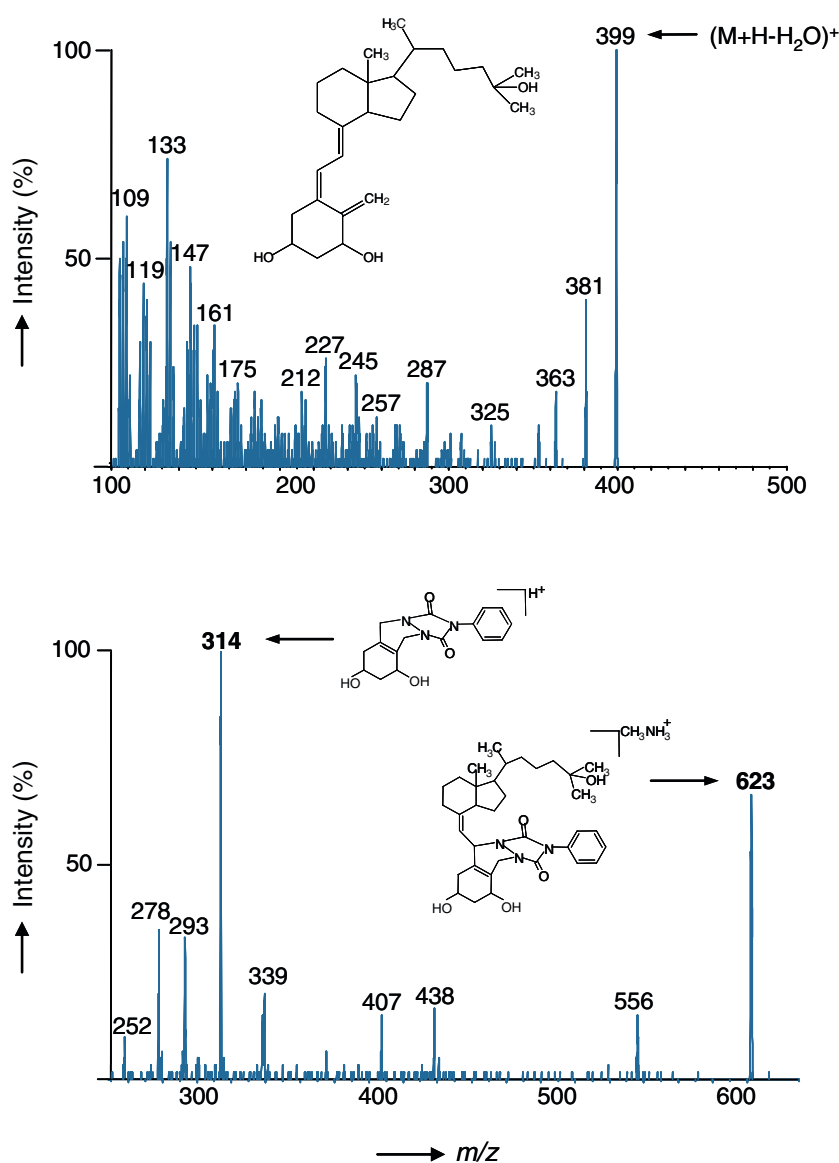 H₃C
399
(M+H-H₂O)⁺
100
CH₃
CH₃
OH
CH₃
133
109
50
119
147
CH₂
HO
OH
381
161
175
227
245
212
257
287
325
363
Intensity (%)
100
200
300
400
500
H⁺
O
N
N
N
O
HO
OH
314
100
CH₃NH₃⁺
H₃C
CH₃
CH₃
OH
CH₃
623
O
N
N
N
O
HO
OH
50
278
293
339
252
407
438
556
Intensity (%)
300
400
500
600
m/z